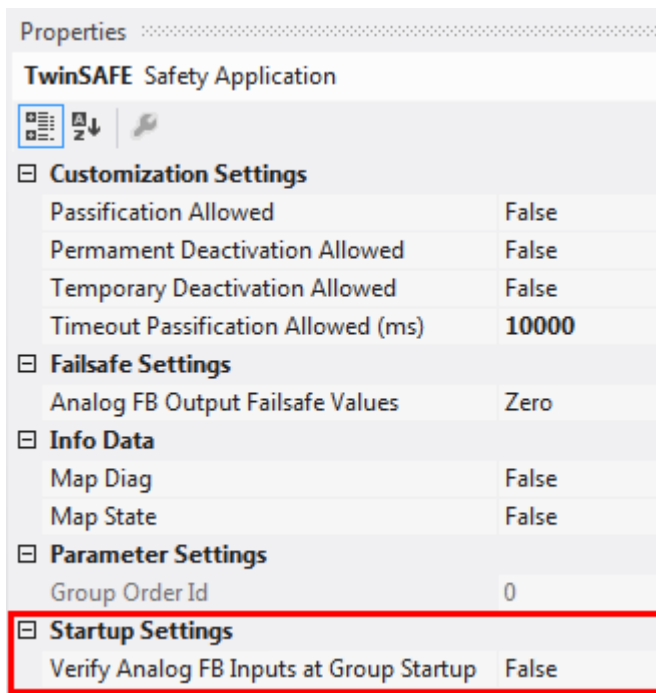 Properties
TwinSAFE Safety Application
Customization Settings
Passification Allowed False
Permament Deactivation Allowed False
Temporary Deactivation Allowed False
Timeout Passification Allowed (ms) 10000
Failsafe Settings
Analog FB Output Failsafe Values Zero
Info Data
Map Diag False
Map State False
Parameter Settings
Group Order Id 0
Startup Settings
Verify Analog FB Inputs at Group Startup False